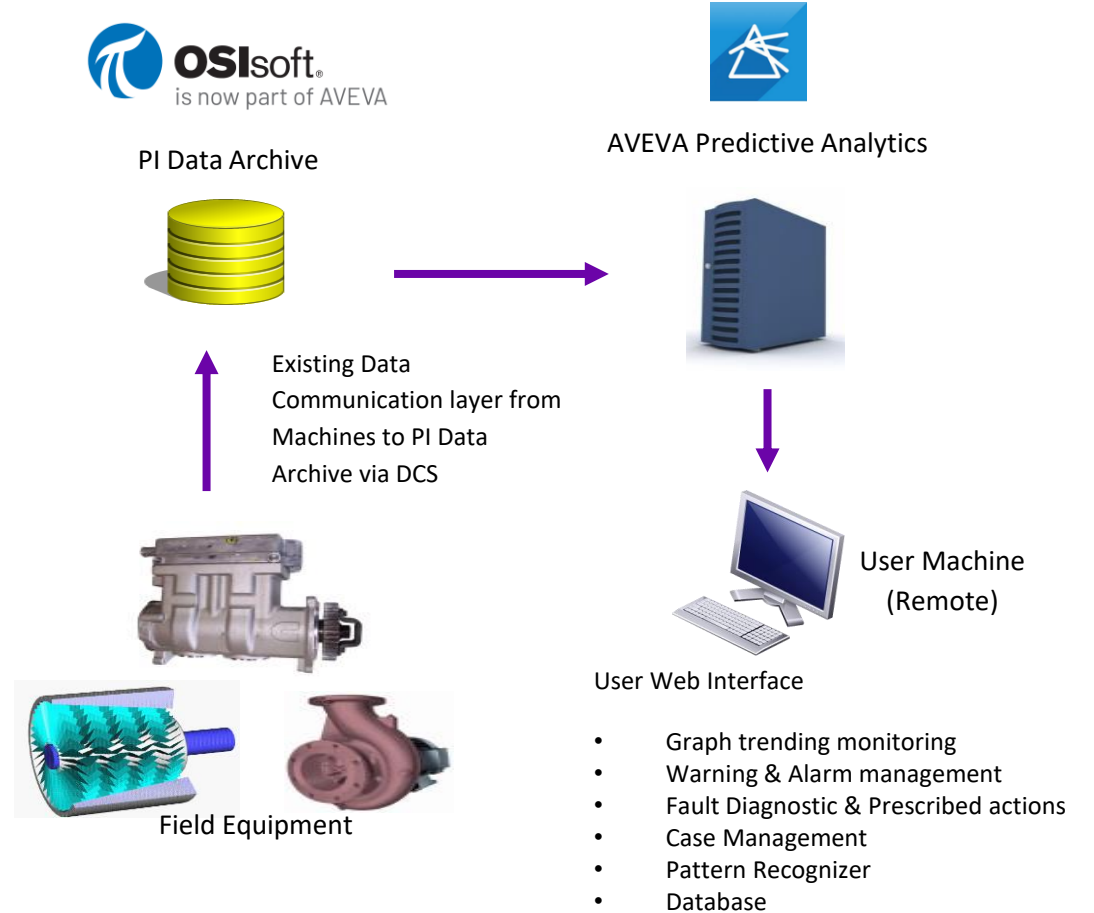 OSIsoft®
is now part of AVEVA
PI Data Archive
AVEVA Predictive Analytics
Existing Data
Communication layer from
Machines to PI Data
Archive via DCS
User Machine
(Remote)
Field Equipment
User Web Interface
• Graph trending monitoring
• Warning & Alarm management
• Fault Diagnostic & Prescribed actions
• Case Management
• Pattern Recognizer
• Database